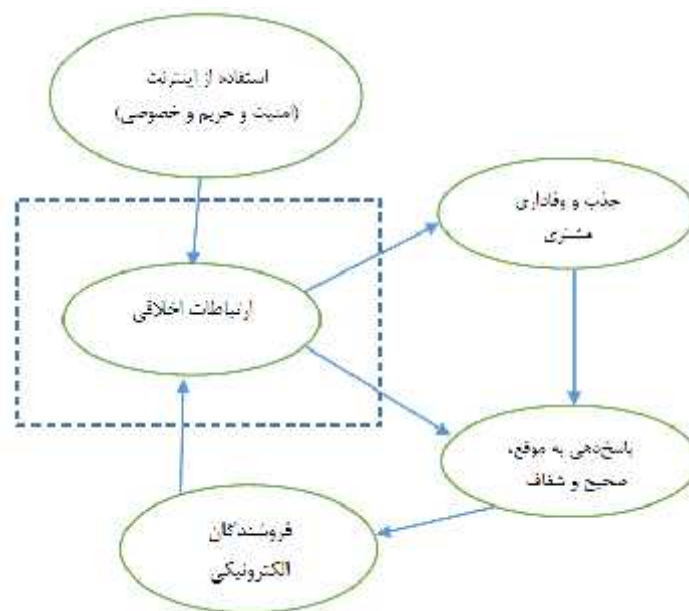 استفاده از اینترنت
(امنیت و حریم و خصوصی)
جذب و وفاداری
مشتری
ارتباطات اخلاقی
پاسخ‌دهی به موقع،
صحیح و شفاف
فروشندگان
الکترونیکی